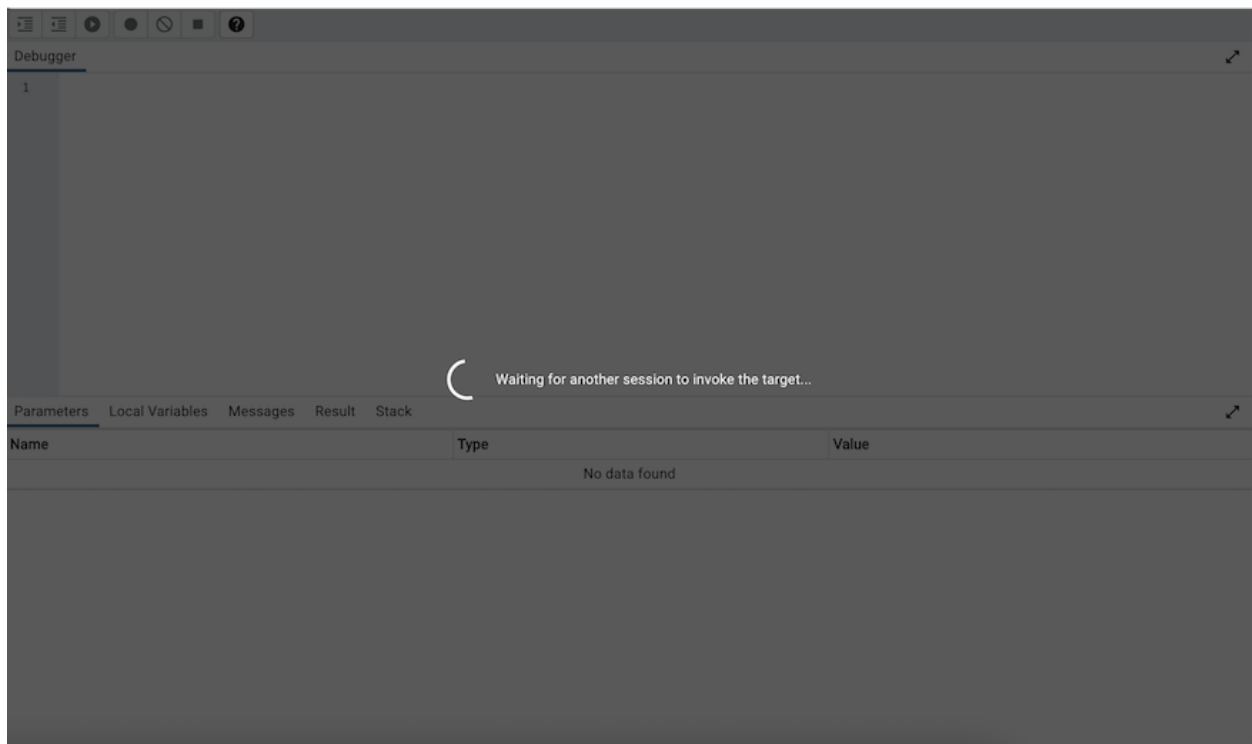 Debugger
1
Waiting for another session to invoke the target...
Parameters Local Variables Messages Result Stack
Name Type Value
No data found